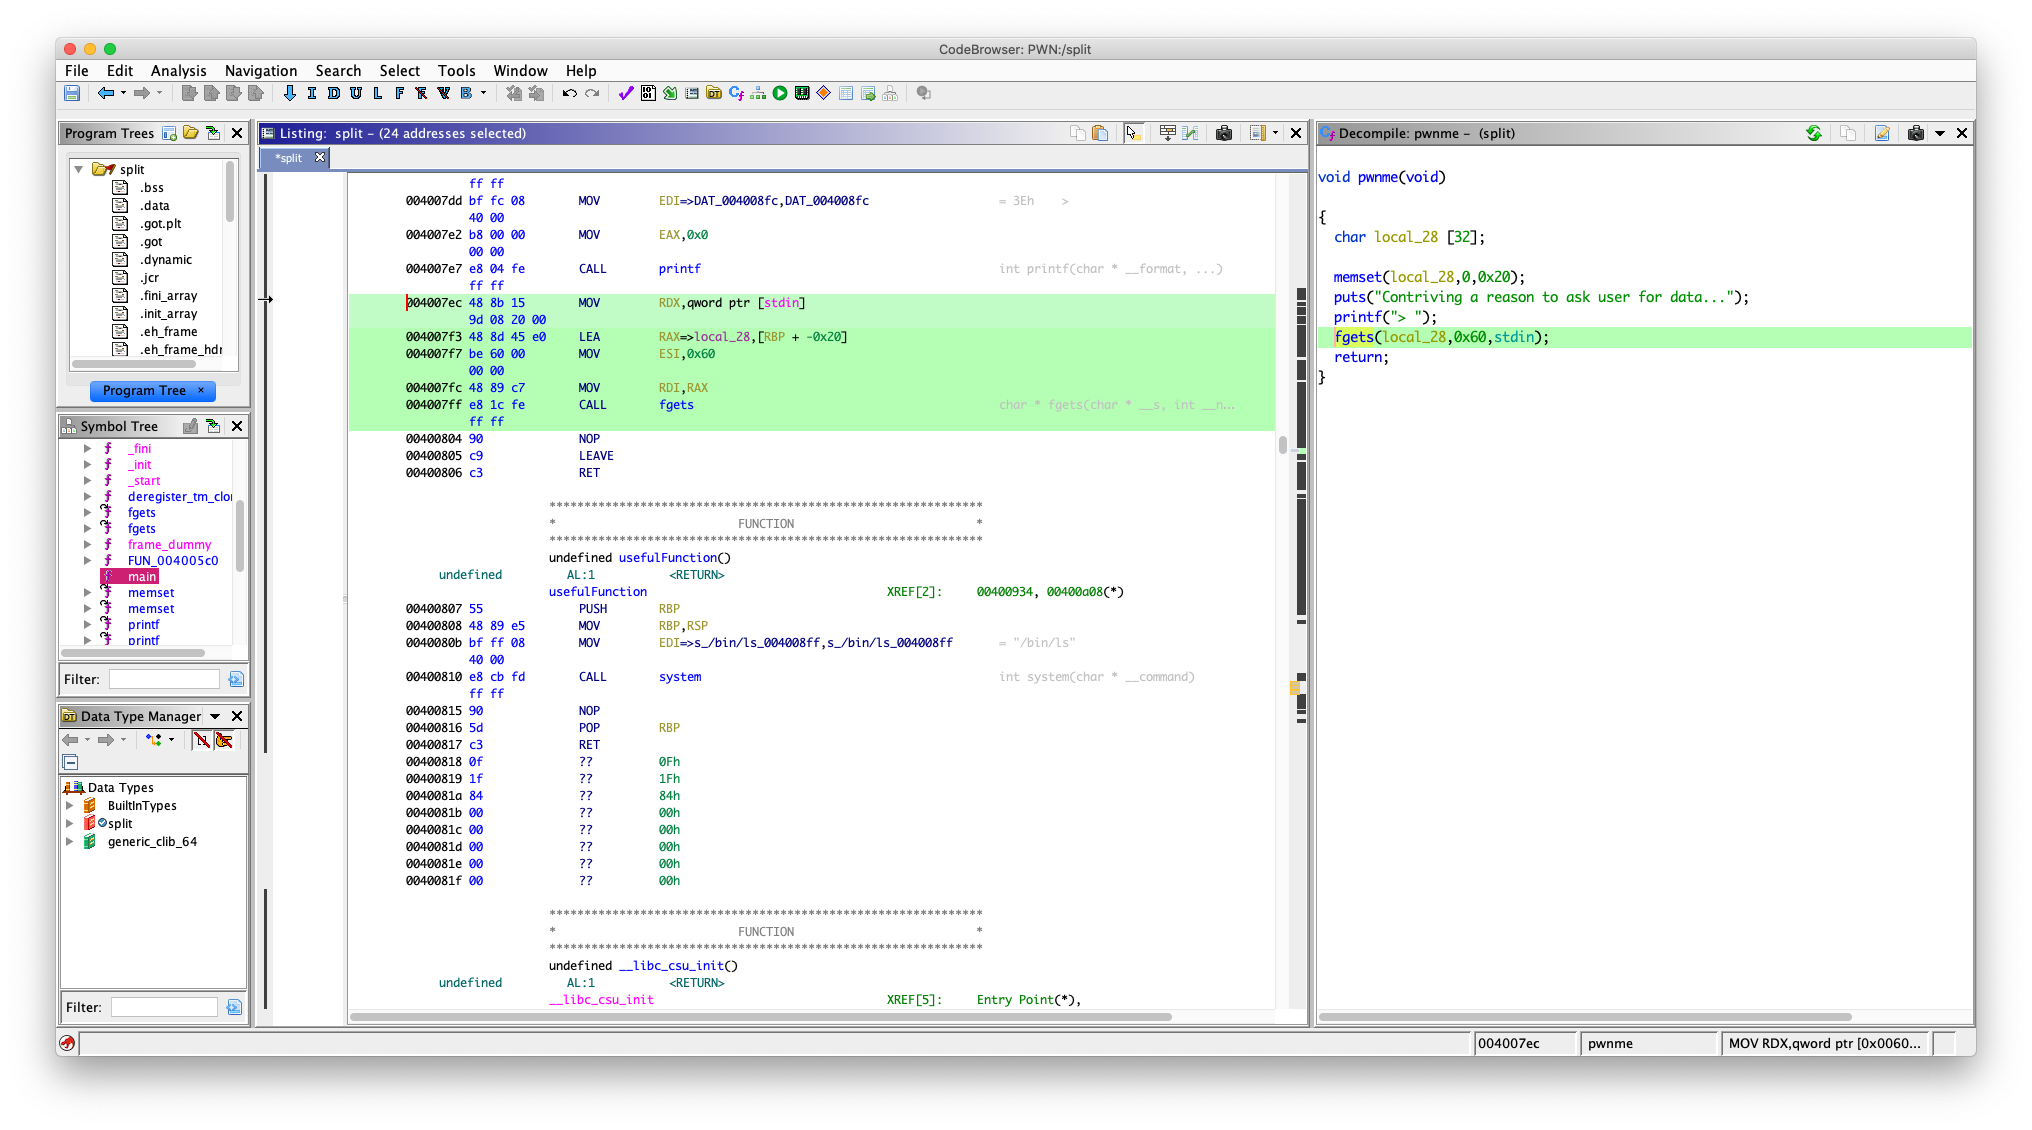 CodeBrowser: PWN:/split
File Edit Analysis Navigation Search Select Tools Window Help
I D U L F B
Program Trees
split
.bss
.data
.got.plt
.got
.dynamic
.jcr
.fini_array
.init_array
.eh_frame
.eh_frame_hdr
Program Tree ×
Symbol Tree
_fini
_init
_start
deregister_tm_clo
fgets
fgets
frame_dummy
FUN_004005c0
main
memset
memset
printf
printf
Filter:
Data Type Manager
Data Types
BuiltInTypes
split
generic_clib_64
Filter:
Listing: split - (24 addresses selected)
*split
ff ff
004007dd bf fc 08 MOV EDI=>DAT_004008fc,DAT_004008fc = 3Eh >
40 00
004007e2 b8 00 00 MOV EAX,0x0
00 00
004007e7 e8 04 fe CALL printf int printf(char * __format, ...)
ff ff
004007ec 48 8b 15 MOV RDX,qword ptr [stdin]
9d 08 20 00
004007f3 48 8d 45 e0 LEA RAX=>local_28,[RBP + -0x20]
004007f7 be 60 00 MOV ESI,0x60
00 00
004007fc 48 89 c7 MOV RDI,RAX
004007ff e8 1c fe CALL fgets char * fgets(char * __s, int __n...
ff ff
00400804 90 NOP
00400805 c9 LEAVE
00400806 c3 RET
**************************************************************
* FUNCTION *
**************************************************************
undefined usefulFunction()
undefined AL:1 <RETURN>
usefulFunction XREF[2]: 00400934, 00400a08(*)
00400807 55 PUSH RBP
00400808 48 89 e5 MOV RBP,RSP
0040080b bf ff 08 MOV EDI=>s_/bin/ls_004008ff,s_/bin/ls_004008ff = "/bin/ls"
40 00
00400810 e8 cb fd CALL system int system(char * __command)
ff ff
00400815 90 NOP
00400816 5d POP RBP
00400817 c3 RET
00400818 0f ?? 0Fh
00400819 1f ?? 1Fh
0040081a 84 ?? 84h
0040081b 00 ?? 00h
0040081c 00 ?? 00h
0040081d 00 ?? 00h
0040081e 00 ?? 00h
0040081f 00 ?? 00h
**************************************************************
* FUNCTION *
**************************************************************
undefined __libc_csu_init()
undefined AL:1 <RETURN>
__libc_csu_init XREF[5]: Entry Point(*),
Decompile: pwnme - (split)
void pwnme(void)
{
char local_28 [32];
memset(local_28,0,0x20);
puts("Contriving a reason to ask user for data...");
printf("> ");
fgets(local_28,0x60,stdin);
return;
}
004007ec pwnme MOV RDX,qword ptr [0x0060...